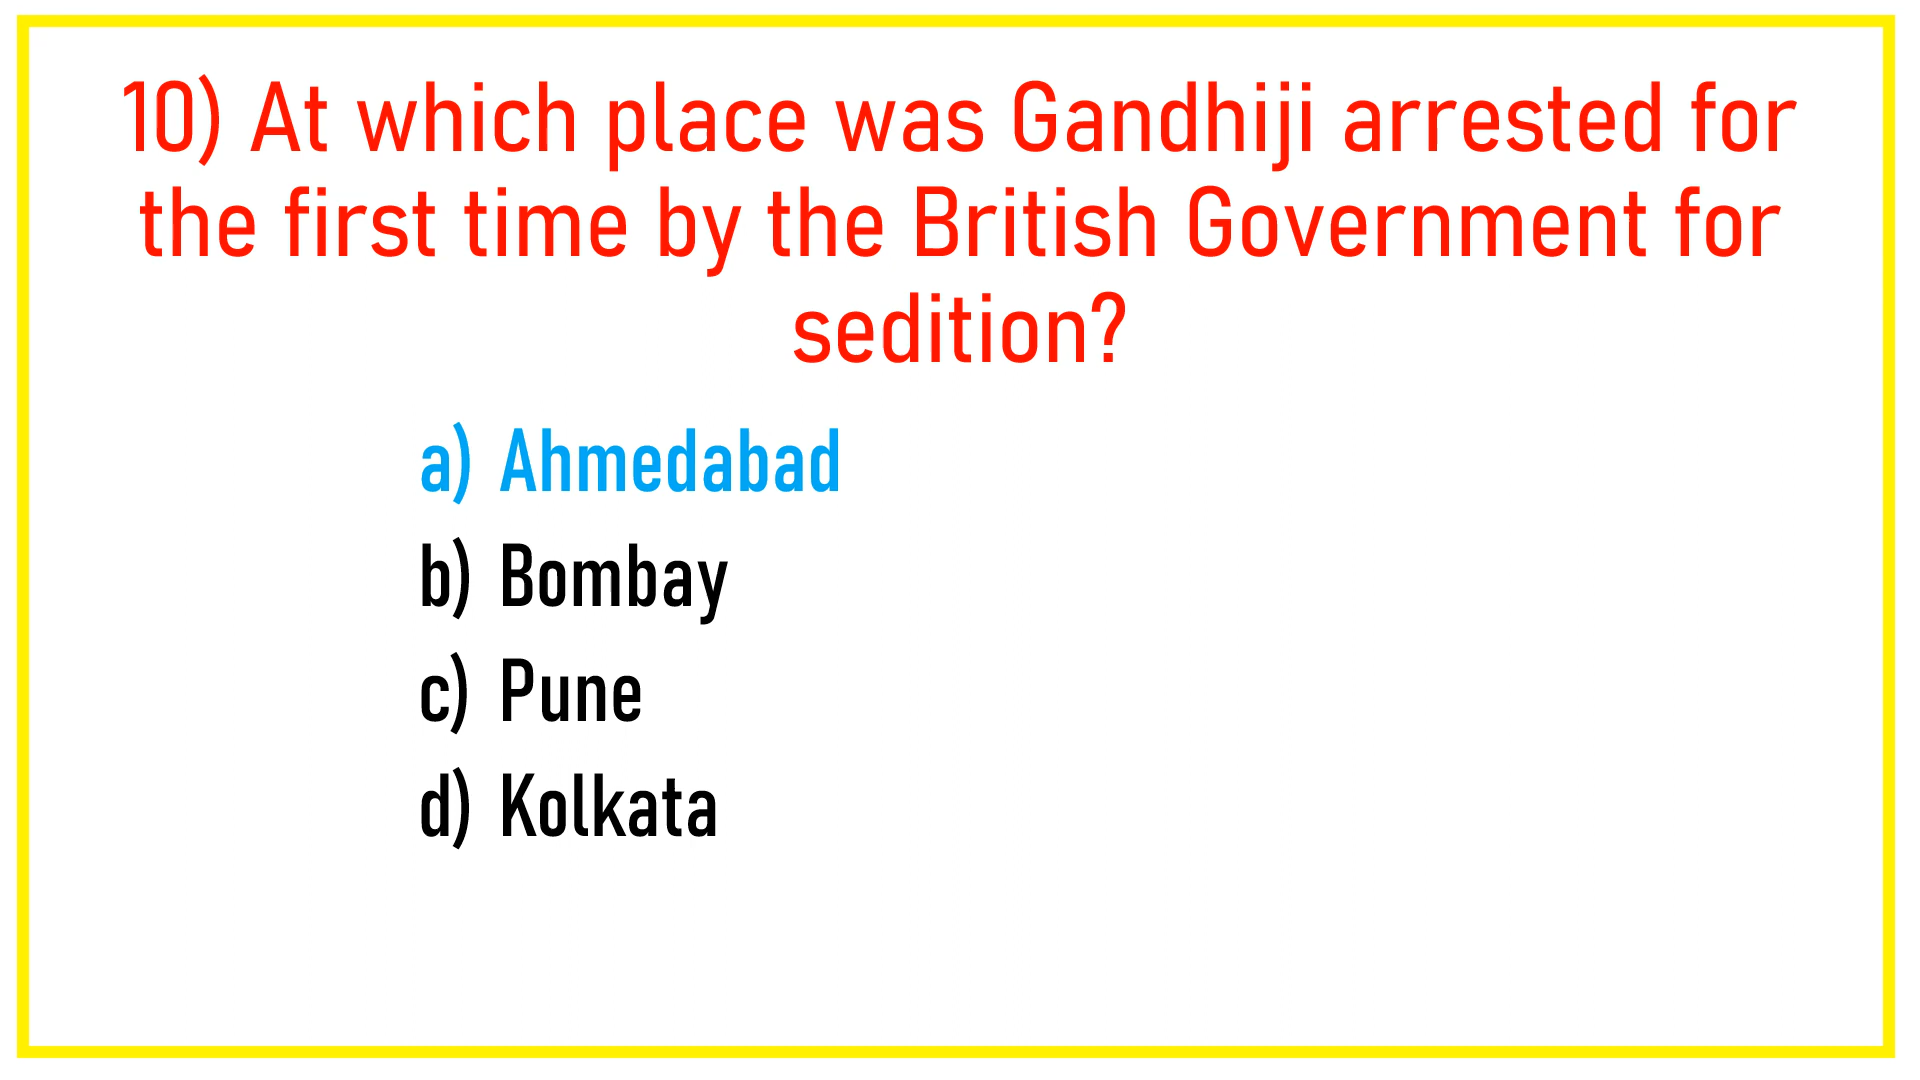 10) At which place was Gandhiji arrested for
the first time by the British Government for
sedition?
a) Ahmedabad
b) Bombay
c) Pune
d) Kolkata